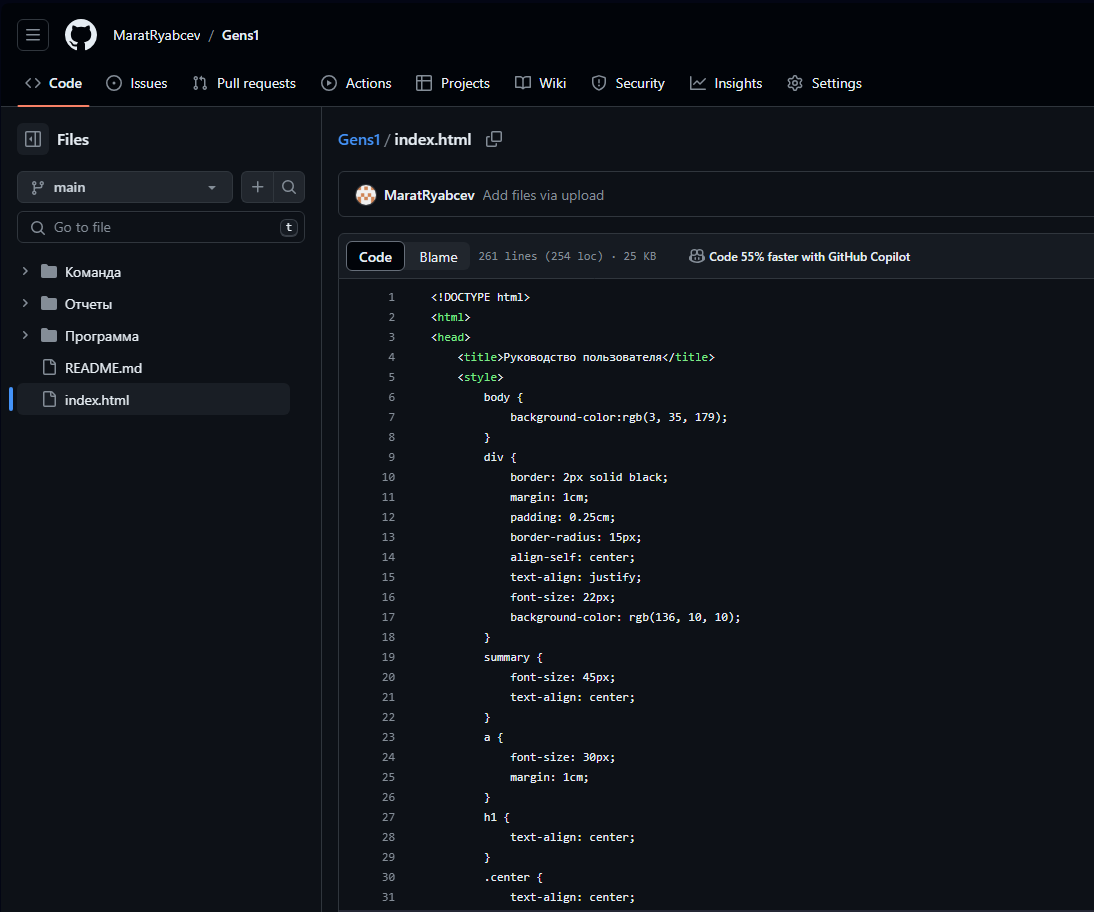 MaratRyabcev / Gens1
Code Issues Pull requests Actions Projects Wiki Security Insights Settings
Files
main
Go to file t
Команда
Отчеты
Программа
README.md
index.html
Gens1 / index.html
MaratRyabcev Add files via upload
Code Blame 261 lines (254 loc) · 25 KB Code 55% faster with GitHub Copilot
1 <!DOCTYPE html>
2 <html>
3 <head>
4 <title>Руководство пользователя</title>
5 <style>
6 body {
7 background-color:rgb(3, 35, 179);
8 }
9 div {
10 border: 2px solid black;
11 margin: 1cm;
12 padding: 0.25cm;
13 border-radius: 15px;
14 align-self: center;
15 text-align: justify;
16 font-size: 22px;
17 background-color: rgb(136, 10, 10);
18 }
19 summary {
20 font-size: 45px;
21 text-align: center;
22 }
23 a {
24 font-size: 30px;
25 margin: 1cm;
26 }
27 h1 {
28 text-align: center;
29 }
30 .center {
31 text-align: center;